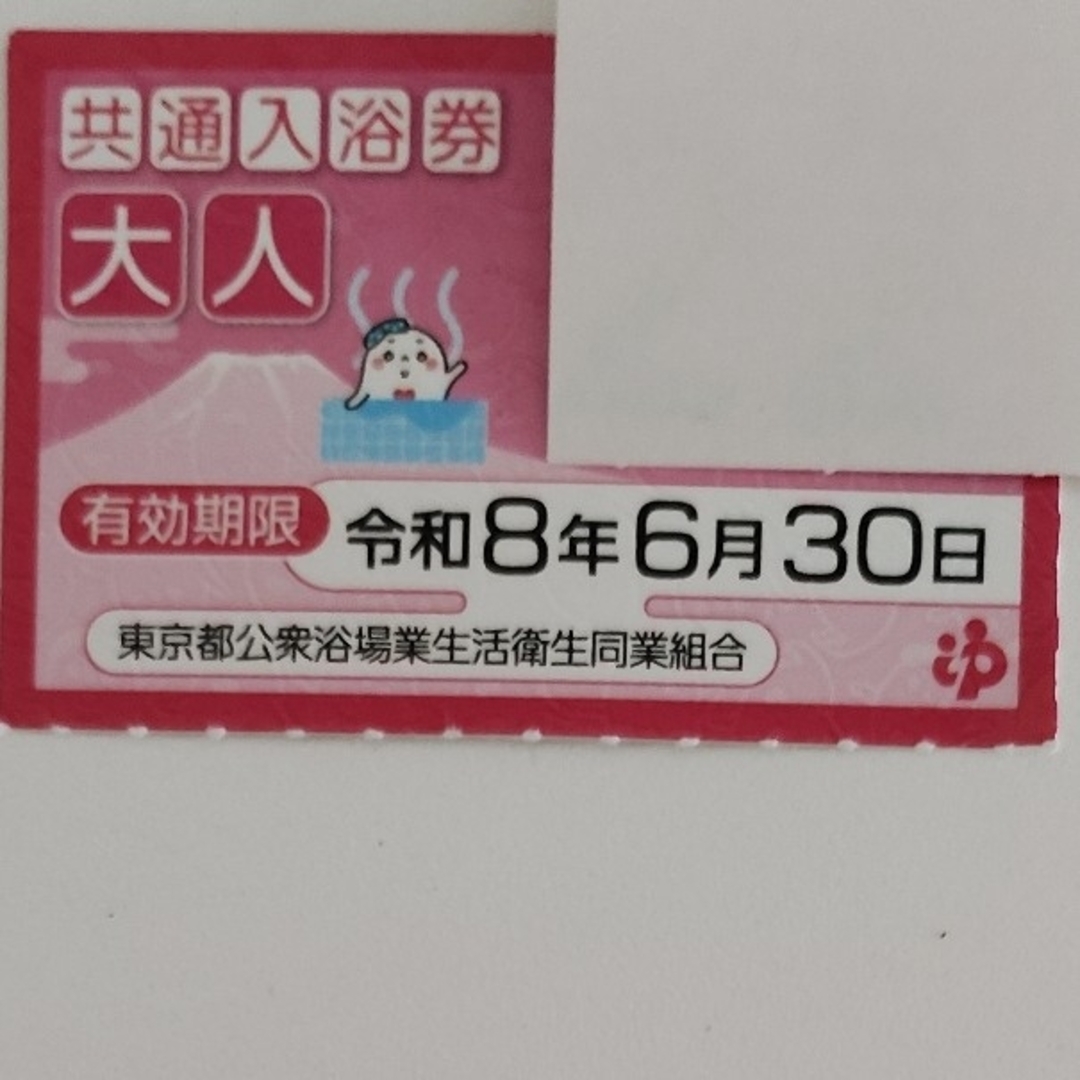 共通入浴券
大人
有効期限 令和8年6月30日
東京都公衆浴場業生活衛生同業組合
ゆ